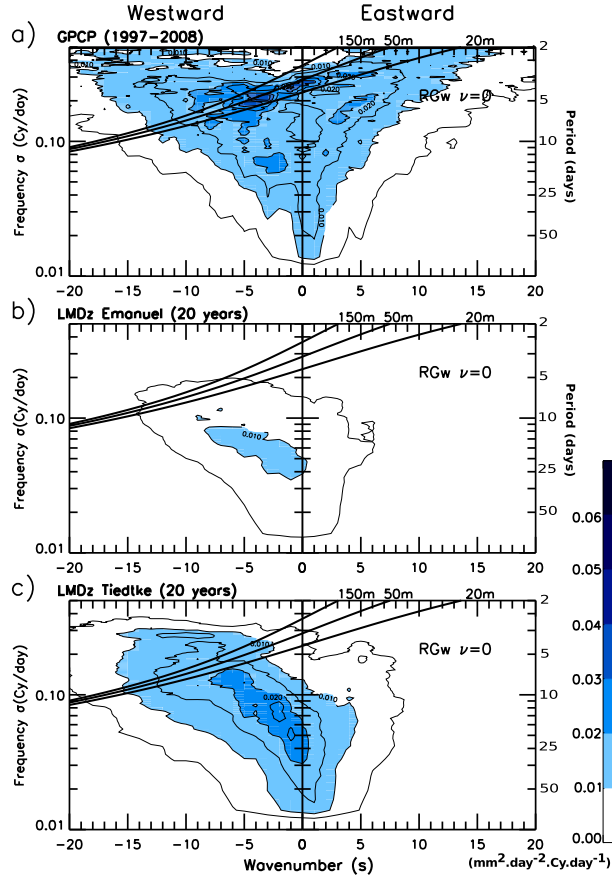 Westward Eastward
a) GPCP (1997-2008) 150m 50m 20m
0.010 0.010 0.010
0.020
0.010
0.010
RGw ν=0
2
5
10
25
50
Period (days)
0.10
0.01
Frequency σ (Cy/day)
-20 -15 -10 -5 0 5 10 15 20
b) LMDz Emanuel (20 years) 150m 50m 20m
RGw ν=0
0.010
2
5
10
25
50
Period (days)
0.10
0.01
Frequency σ(Cy/day)
-20 -15 -10 -5 0 5 10 15 20
c) LMDz Tiedtke (20 years) 150m 50m 20m
RGw ν=0
0.010
0.010
0.020
2
5
10
25
50
0.10
0.01
Frequency σ(Cy/day)
-20 -15 -10 -5 0 5 10 15 20
Wavenumber (s)
0.06
0.05
0.04
0.03
0.02
0.01
0.00
(mm².day⁻².Cy.day⁻¹)